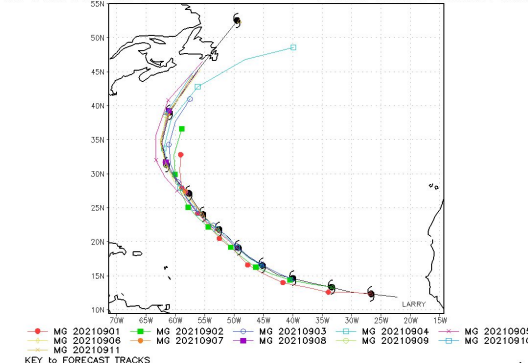 55N
50N
45N
40N
35N
30N
25N
20N
15N
10N
LARRY
70W 65W 60W 55W 50W 45W 40W 35W 30W 25W 20W 15W
MG 20210901 MG 20210902 MG 20210903 MG 20210904 MG 20210905
MG 20210906 MG 20210907 MG 20210908 MG 20210909 MG 202109
MG 20210911
KEY to FORECAST TRACKS